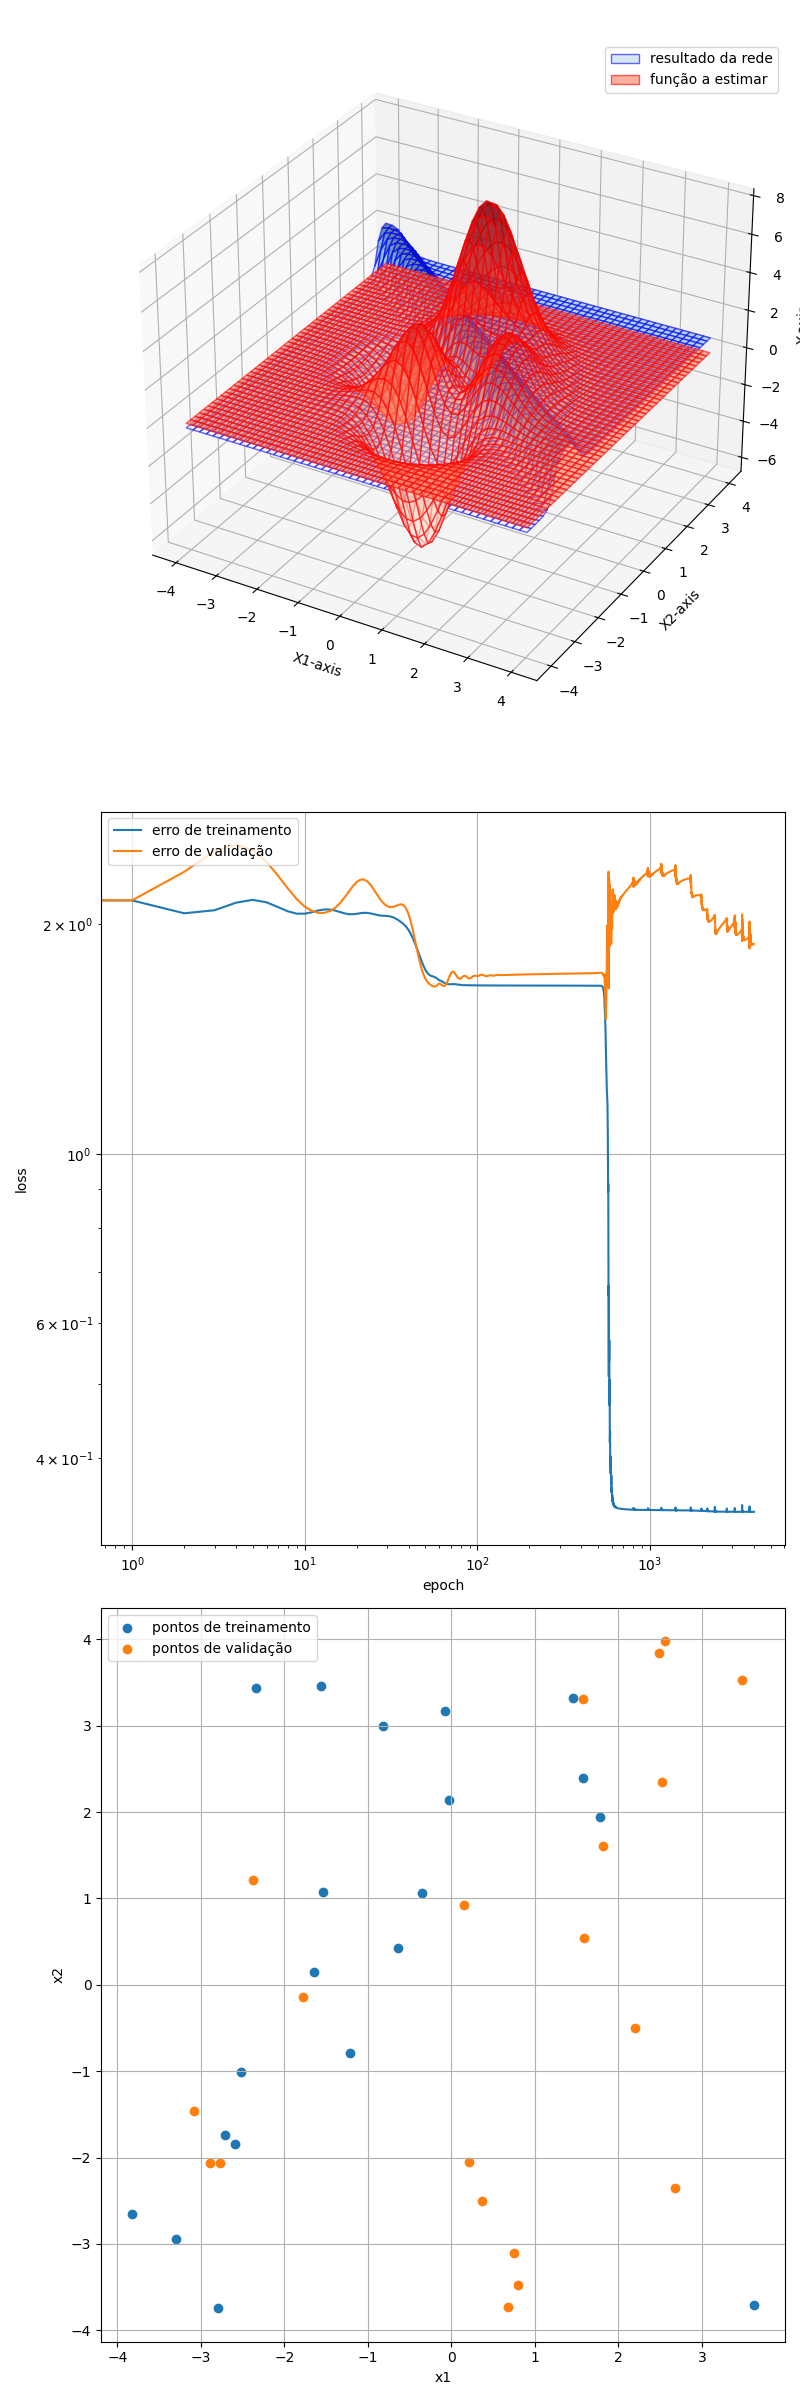 resultado da rede
função a estimar
8
6
4
2
0
−2
−4
−6
−4
−3
−2
−1
0
1
2
3
4
X1-axis
4
3
2
1
0
−1
−2
−3
−4
X2-axis
erro de treinamento
erro de validação
2 × 10⁰
10⁰
6 × 10⁻¹
4 × 10⁻¹
loss
10⁰ 10¹ 10² 10³
epoch
pontos de treinamento
pontos de validação
4
3
2
1
0
−1
−2
−3
−4
x2
−4 −3 −2 −1 0 1 2 3
x1